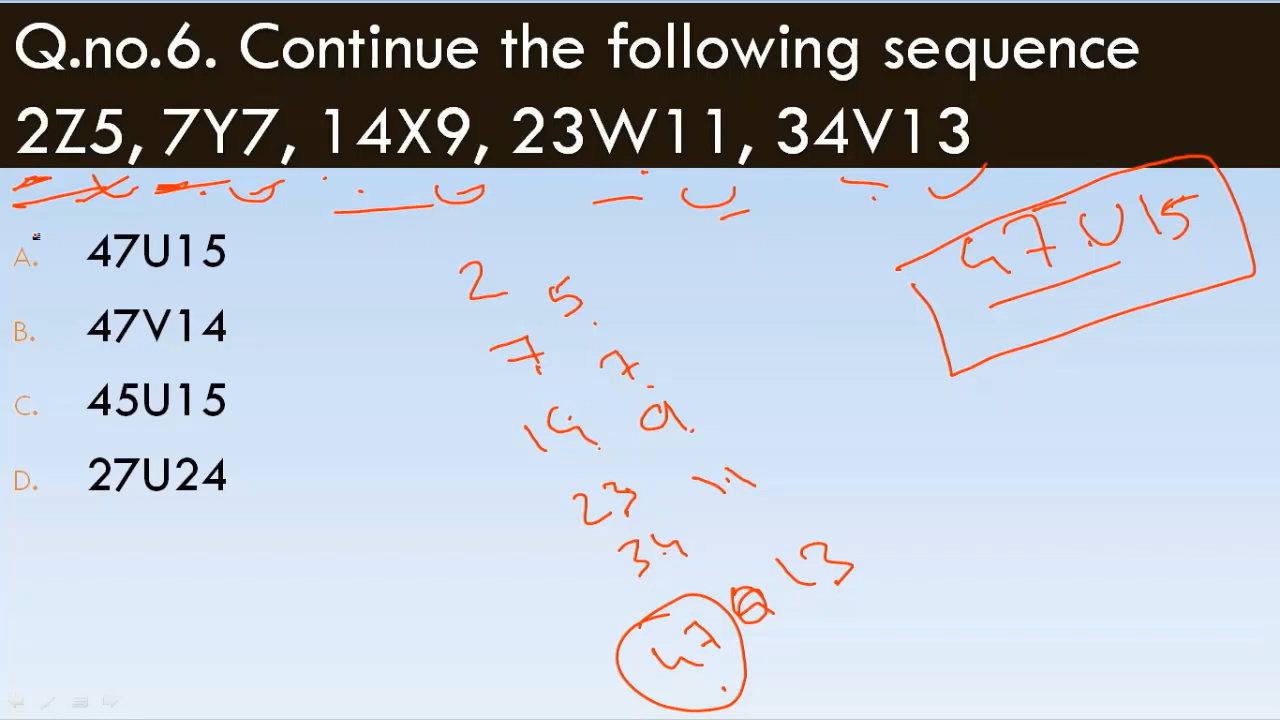 Q.no.6. Continue the following sequence
2Z5, 7Y7, 14X9, 23W11, 34V13
47U15
A. 47U15
B. 47V14
C. 45U15
D. 27U24
2 5
7 7
14 9
23 11
34 13
47